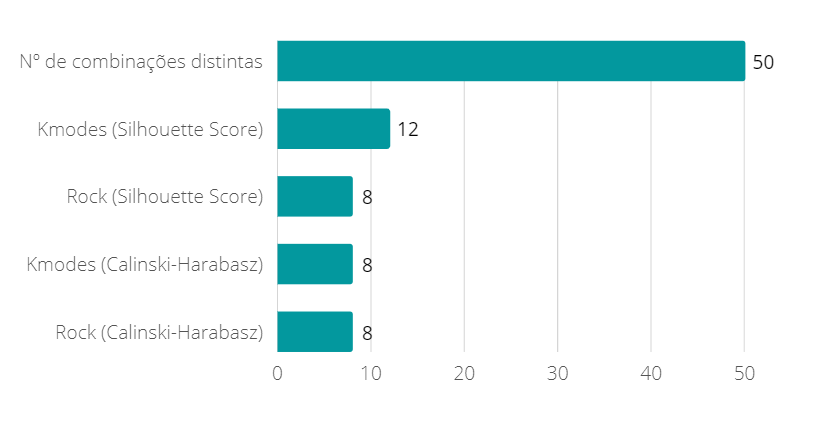 Nº de combinações distintas
50
Kmodes (Silhouette Score)
12
Rock (Silhouette Score)
8
Kmodes (Calinski-Harabasz)
8
Rock (Calinski-Harabasz)
8
0 10 20 30 40 50